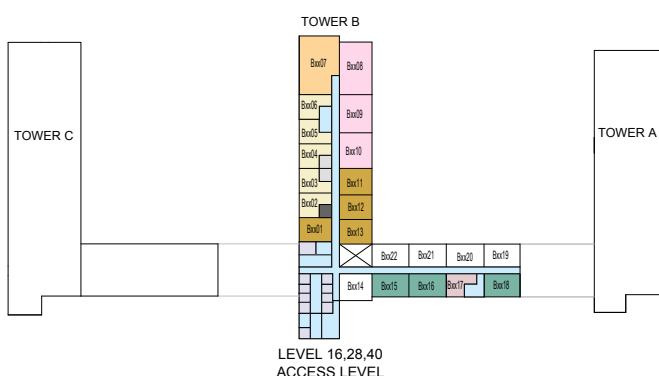 TOWER B
Bxx07
Bxx08
Bxx06
Bxx09
Bxx05
TOWER C
TOWER A
Bxx04
Bxx10
Bxx03
Bxx11
Bxx02
Bxx12
Bxx01
Bxx13
Bxx22
Bxx21
Bxx20
Bxx19
Bxx14
Bxx15
Bxx16
Bxx17
Bxx18
LEVEL 16,28,40
ACCESS LEVEL